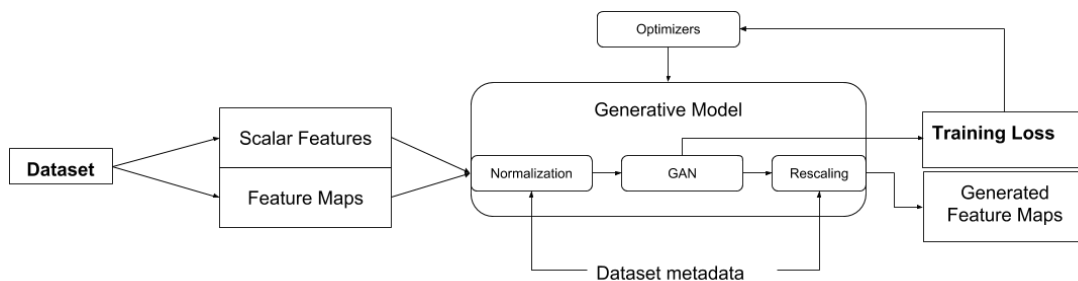 Optimizers
Generative Model
Scalar Features
Training Loss
Dataset
Normalization
GAN
Rescaling
Feature Maps
Generated
Feature Maps
Dataset metadata